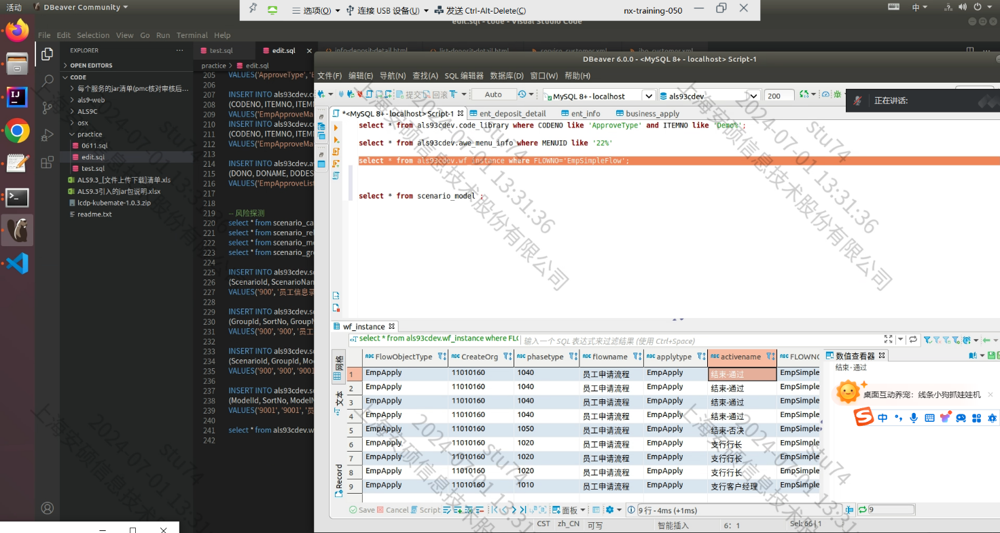 活动
DBeaver Community
选项(O)
连接 USB 设备(U)
发送 Ctrl-Alt-Delete(C)
nx-training-050
中
edit.sql - code - Visual Studio Code
File Edit Selection View Go Run Terminal Help
EXPLORER
OPEN EDITORS
CODE
每个服务的jar清单(pmc核对审核后...
als9-web
ALS9C
osx
practice
0611.sql
edit.sql
test.sql
ALS9.3_[文件上传下载]清单.xls
ALS9.3引入的jar包说明.xlsx
lcdp-kubemate-1.0.3.zip
readme.txt
test.sql
edit.sql
info-deposit-detail.html
list-deposit-detail.html
service_customer.xml
ibo_customer.xml
practice > edit.sql
205 VALUES('ApproveType', 'E
206
207 INSERT INTO als93cdev.co
208 (CODENO, ITEMNO, ITEM
209 VALUES('EmpApproveMa
210 INSERT INTO als93cdev.co
211 (CODENO, ITEMNO, ITEM
212 VALUES('EmpApproveMa
213
214 INSERT INTO als93cdev.a
215 (DONO, DONAME, DODES
216 VALUES('EmpApproveList
217
218
219 -- 风险探测
220 select * from scenario_ca
221 select * from scenario_rel
222 select * from scenario_mo
223 select * from scenario_gr
224
225 INSERT INTO als93cdev.s
226 (ScenarioId, ScenarioNam
227 VALUES('900', '员工信息录
228
229 INSERT INTO als93cdev.s
230 (GroupId, SortNo, GroupN
231 VALUES('900', '900', '员工
232
233 INSERT INTO als93cdev.s
234 (ScenarioId, GroupId, Mo
235 VALUES('900', '900', '9001
236
237 INSERT INTO als93cdev.s
238 (ModelId, SortNo, ModelN
239 VALUES('9001', '9001', '员
240
241 select * from als93cdev.w
242
DBeaver 6.0.0 - <MySQL 8+ - localhost> Script-1
文件(F) 编辑(E) 导航(N) 查找(A) SQL 编辑器 数据库(D) 窗口(W) 帮助(H)
提交 回滚 Auto MySQL 8+ - localhost als93cdev 200
正在讲话:
*<MySQL 8+ - localhost> Script-1 ent_deposit_detail ent_info business_apply
select * from als93cdev.code_library where CODENO like 'ApproveType' and ITEMNO like 'Demo%';
select * from als93cdev.awe_menu_info where MENUID like '22%'
select * from als93cdev.wf_instance where FLOWNO='EmpSimpleFlow';
select * from scenario_model ;
wf_instance
select * from als93cdev.wf_instance where FLO
输入一个 SQL 表达式来过滤结果 (使用 Ctrl+Space)
网格
文本
Record
FlowObjectType CreateOrg phasetype flowname applytype activename FLOWNO
1 EmpApply 11010160 1040 员工申请流程 EmpApply 结束-通过 EmpSimple
2 EmpApply 11010160 1040 员工申请流程 EmpApply 结束-通过 EmpSimple
3 EmpApply 11010160 1040 员工申请流程 EmpApply 结束-通过 EmpSimple
4 EmpApply 11010160 1040 员工申请流程 EmpApply 结束-通过 EmpSimple
5 EmpApply 11010160 1050 员工申请流程 EmpApply 结束-否决 EmpSimple
6 EmpApply 11010160 1020 员工申请流程 EmpApply 支行行长 EmpSimple
7 EmpApply 11010160 1020 员工申请流程 EmpApply 支行行长 EmpSimple
8 EmpApply 11010160 1020 员工申请流程 EmpApply 支行行长 EmpSimple
9 EmpApply 11010160 1010 员工申请流程 EmpApply 支行客户经理 EmpSimple
数值查看器
结束-通过
桌面互动养宠：线条小狗抓娃娃机
中
Save Cancel Script 面板 9 行 - 4ms (+1ms) 9
CST zh_CN 可写 智能插入 6: 1 Sel: 66 | 1
stu74
2024-07-01 13:31:36
上海安硕信息技术股份有限公司